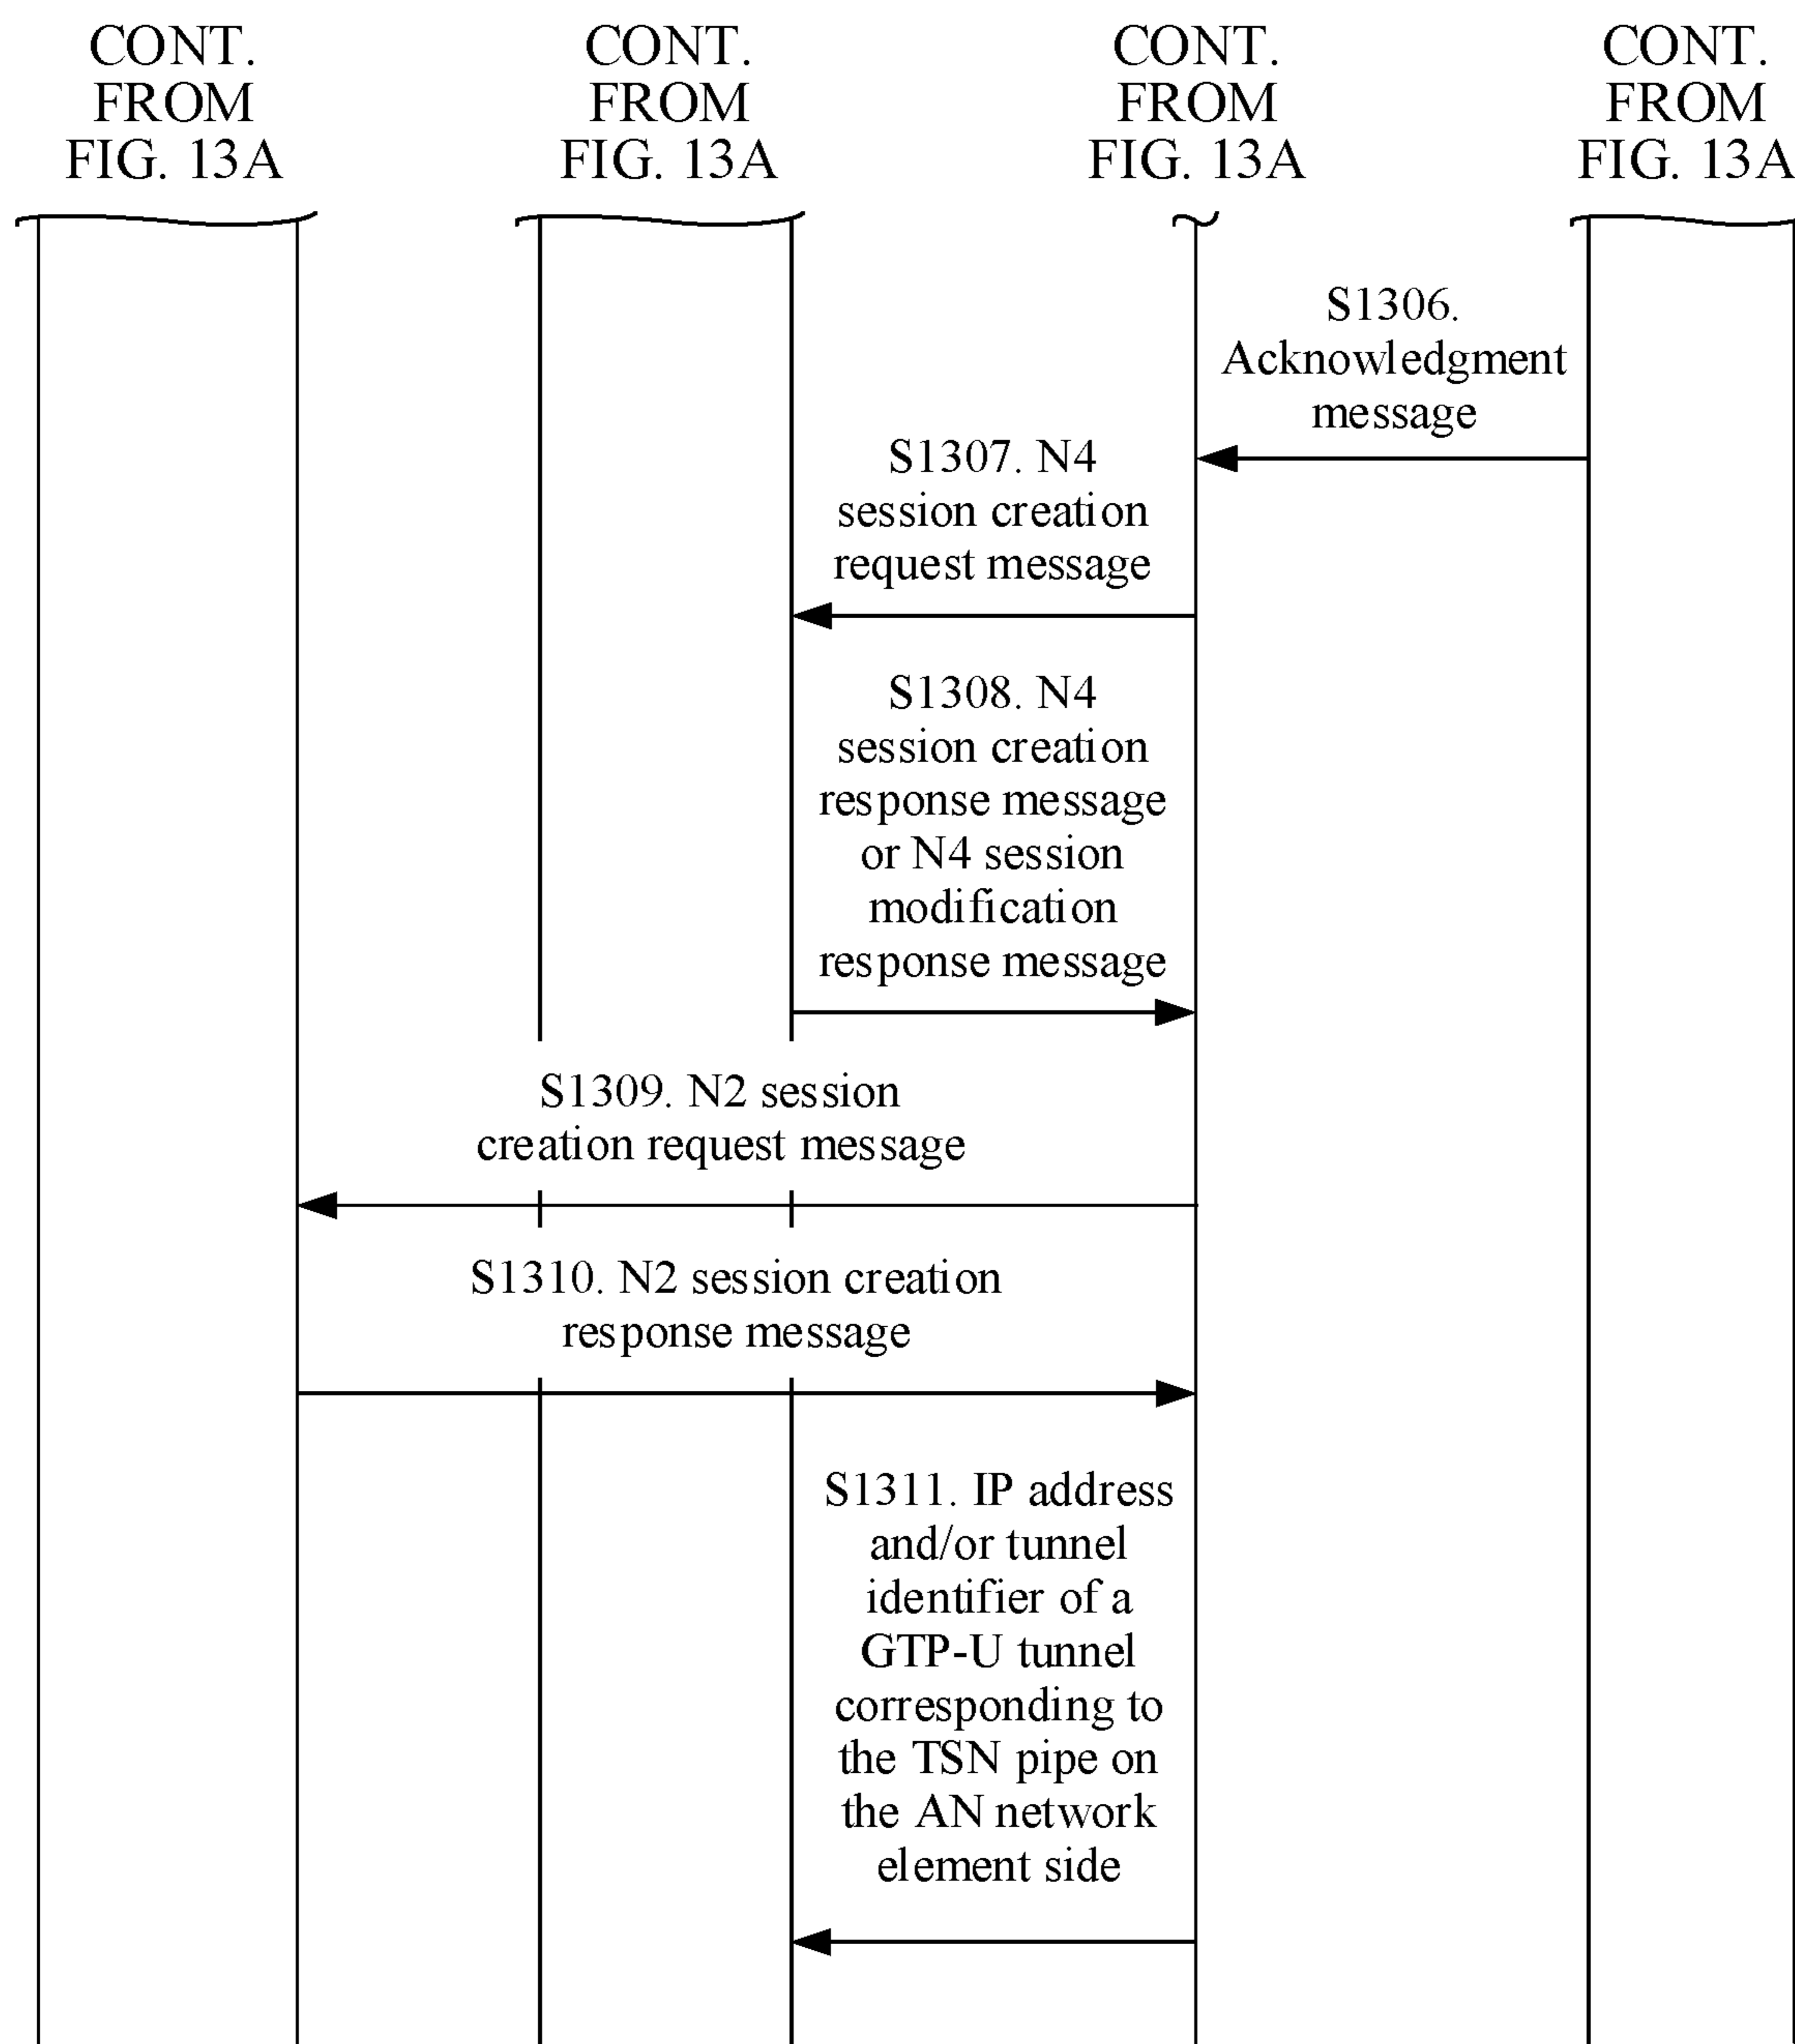 CONT.
FROM
FIG. 13A
CONT.
FROM
FIG. 13A
CONT.
FROM
FIG. 13A
CONT.
FROM
FIG. 13A
S1306.
Acknowledgment
message
S1307. N4
session creation
request message
S1308. N4
session creation
response message
or N4 session
modification
response message
S1309. N2 session
creation request message
S1310. N2 session creation
response message
S1311. IP address
and/or tunnel
identifier of a
GTP-U tunnel
corresponding to
the TSN pipe on
the AN network
element side